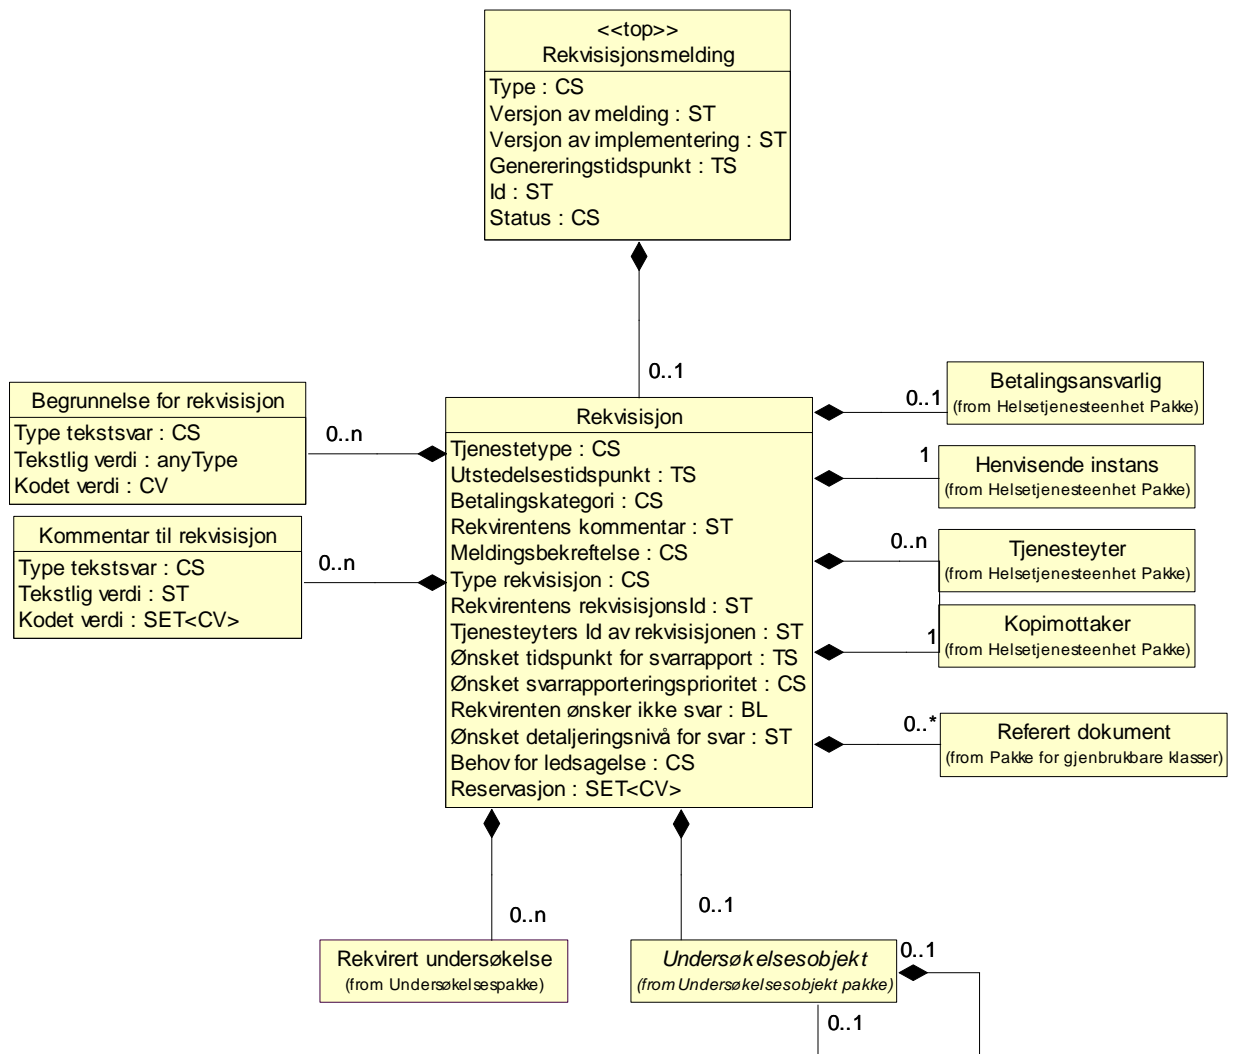 <<top>>
Rekvisisjonsmelding
Type : CS
Versjon av melding : ST
Versjon av implementering : ST
Genereringstidspunkt : TS
Id : ST
Status : CS
0..1
Begrunnelse for rekvisisjon
Type tekstsvar : CS
Tekstlig verdi : anyType
Kodet verdi : CV
0..n
Kommentar til rekvisisjon
Type tekstsvar : CS
Tekstlig verdi : ST
Kodet verdi : SET<CV>
0..n
Rekvisisjon
Tjenestetype : CS
Utstedelsestidspunkt : TS
Betalingskategori : CS
Rekvirentens kommentar : ST
Meldingsbekreftelse : CS
Type rekvisisjon : CS
Rekvirentens rekvisisjonsId : ST
Tjenesteyters Id av rekvisisjonen : ST
Ønsket tidspunkt for svarrapport : TS
Ønsket svarrapporteringsprioritet : CS
Rekvirenten ønsker ikke svar : BL
Ønsket detaljeringsnivå for svar : ST
Behov for ledsagelse : CS
Reservasjon : SET<CV>
0..1
Betalingsansvarlig
(from Helsetjenesteenhet Pakke)
1
Henvisende instans
(from Helsetjenesteenhet Pakke)
0..n
Tjenesteyter
(from Helsetjenesteenhet Pakke)
1
Kopimottaker
(from Helsetjenesteenhet Pakke)
0..*
Referert dokument
(from Pakke for gjenbrukbare klasser)
0..n
Rekvirert undersøkelse
(from Undersøkelsespakke)
0..1
Undersøkelsesobjekt
(from Undersøkelsesobjekt pakke)
0..1
0..1